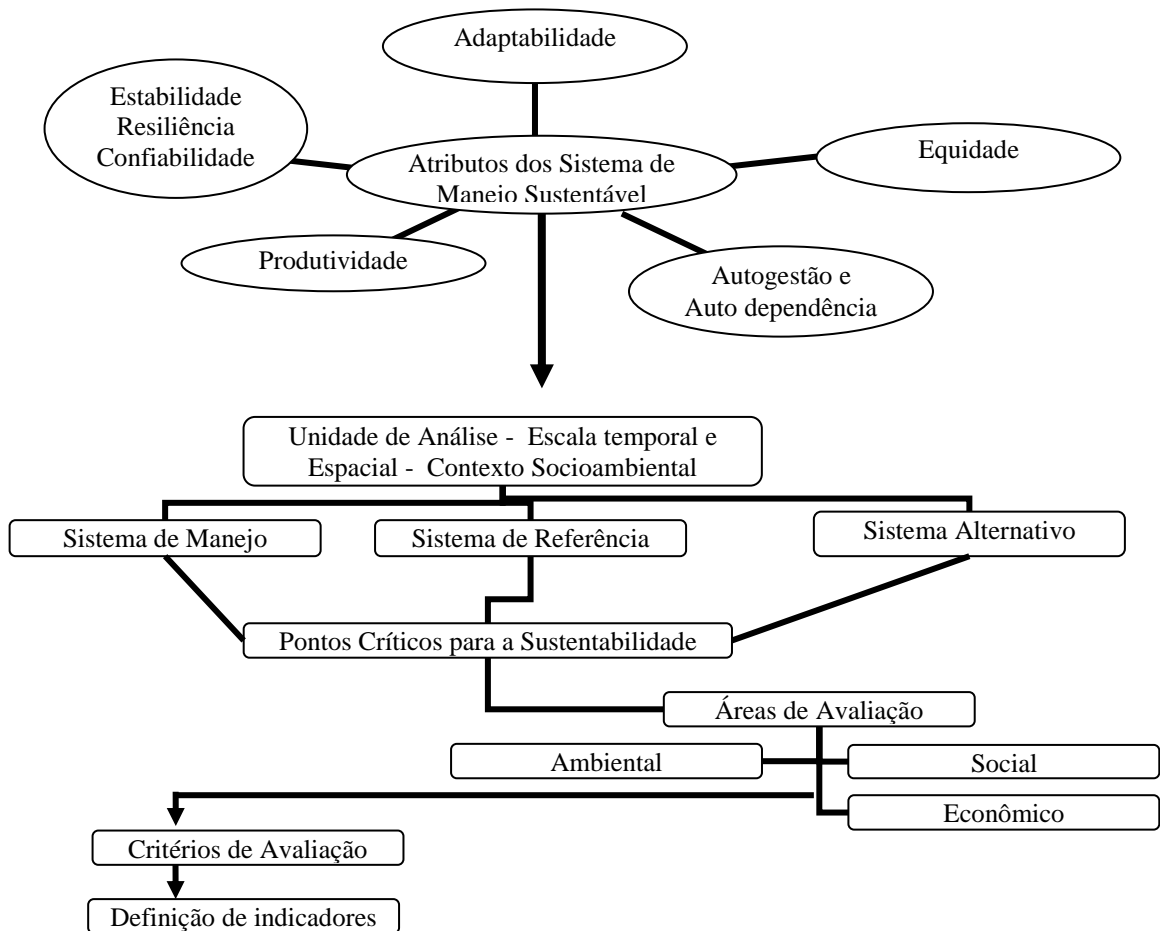 Adaptabilidade
Estabilidade
Resiliência
Confiabilidade
Atributos dos Sistema de
Manejo Sustentável
Equidade
Produtividade
Autogestão e
Auto dependência
Unidade de Análise - Escala temporal e
Espacial - Contexto Socioambiental
Sistema de Manejo
Sistema de Referência
Sistema Alternativo
Pontos Críticos para a Sustentabilidade
Áreas de Avaliação
Ambiental
Social
Econômico
Critérios de Avaliação
Definição de indicadores